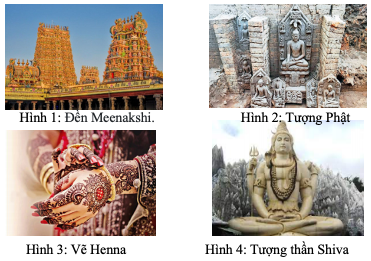 Hình 1: Đền Meenakshi.
Hình 2: Tượng Phật
Hình 3: Vẽ Henna
Hình 4: Tượng thần Shiva